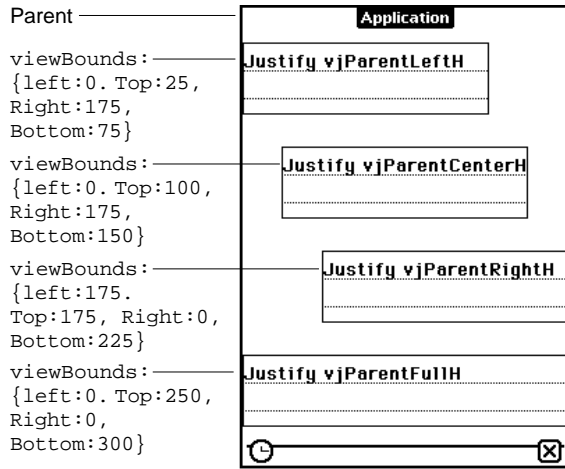 Parent
Application
viewBounds:
{left:0. Top:25,
Right:175,
Bottom:75}
Justify vjParentLeftH
viewBounds:
{left:0. Top:100,
Right:175,
Bottom:150}
Justify vjParentCenterH
viewBounds:
{left:175.
Top:175, Right:0,
Bottom:225}
Justify vjParentRightH
viewBounds:
{left:0. Top:250,
Right:0,
Bottom:300}
Justify vjParentFullH